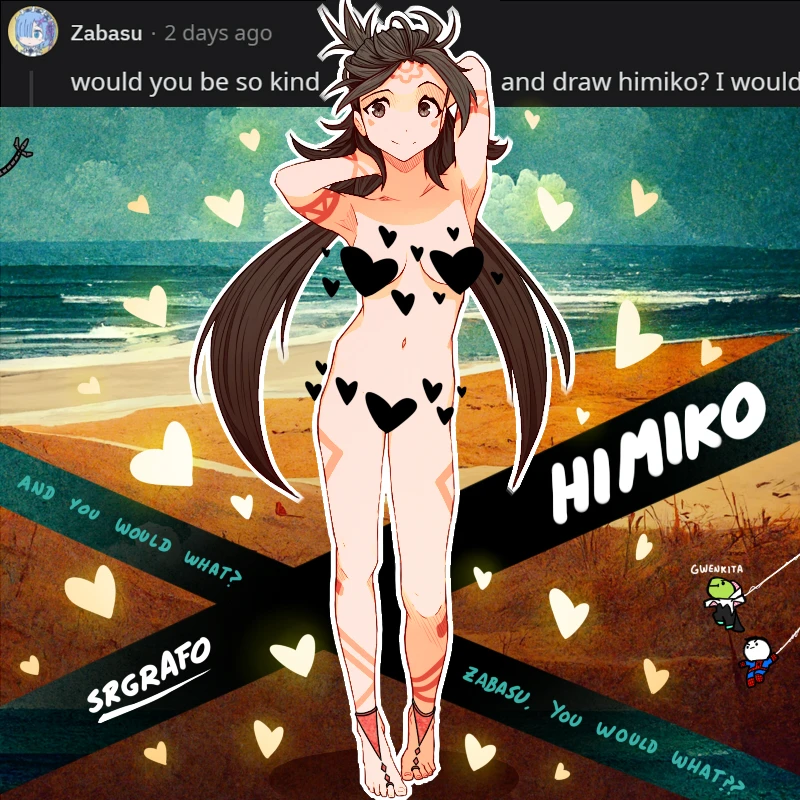 Zabasu · 2 days ago
would you be so kind and draw himiko? I would
HIMIKO
AND YOU WOULD WHAT?
GWENKITA
SRGRAFO
ZABASU, YOU WOULD WHAT??